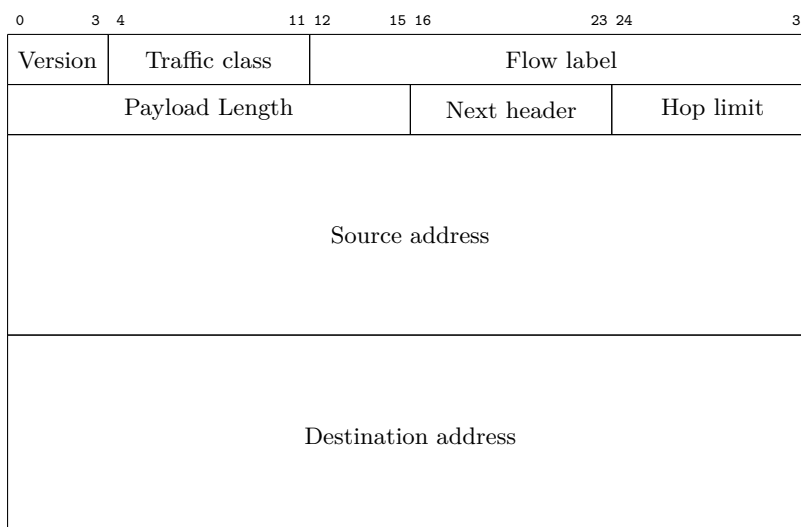 0 3 4 11 12 15 16 23 24 3
Version Traffic class Flow label
Payload Length Next header Hop limit
Source address
Destination address